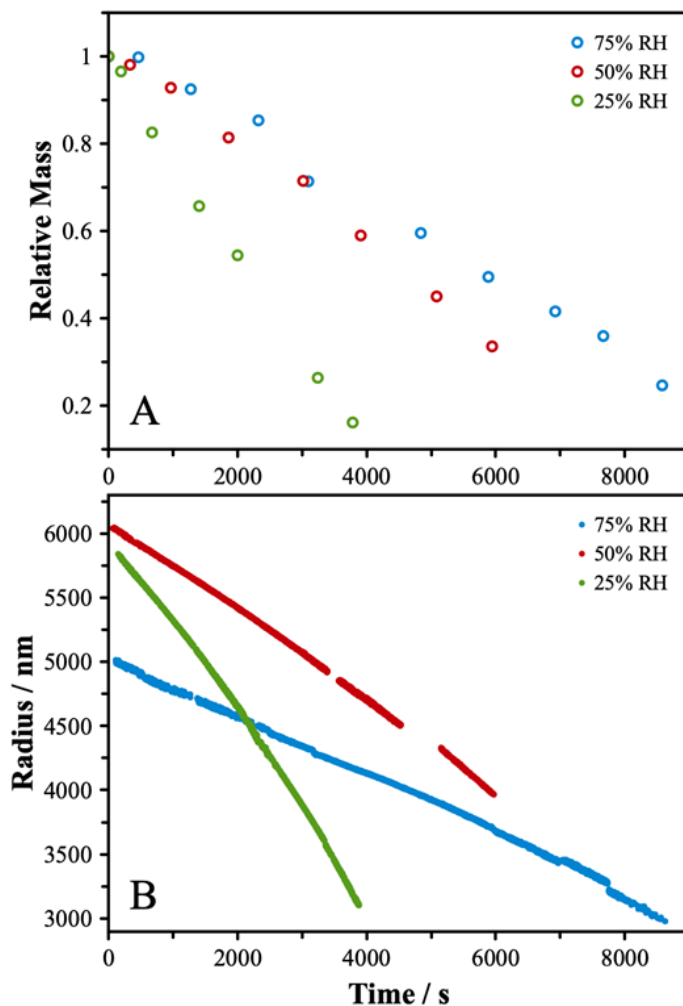 1
0.8
0.6
0.4
0.2
Relative Mass
75% RH
50% RH
25% RH
A
0 2000 4000 6000 8000
6000
5500
5000
4500
4000
3500
3000
Radius / nm
75% RH
50% RH
25% RH
B
0 2000 4000 6000 8000
Time / s